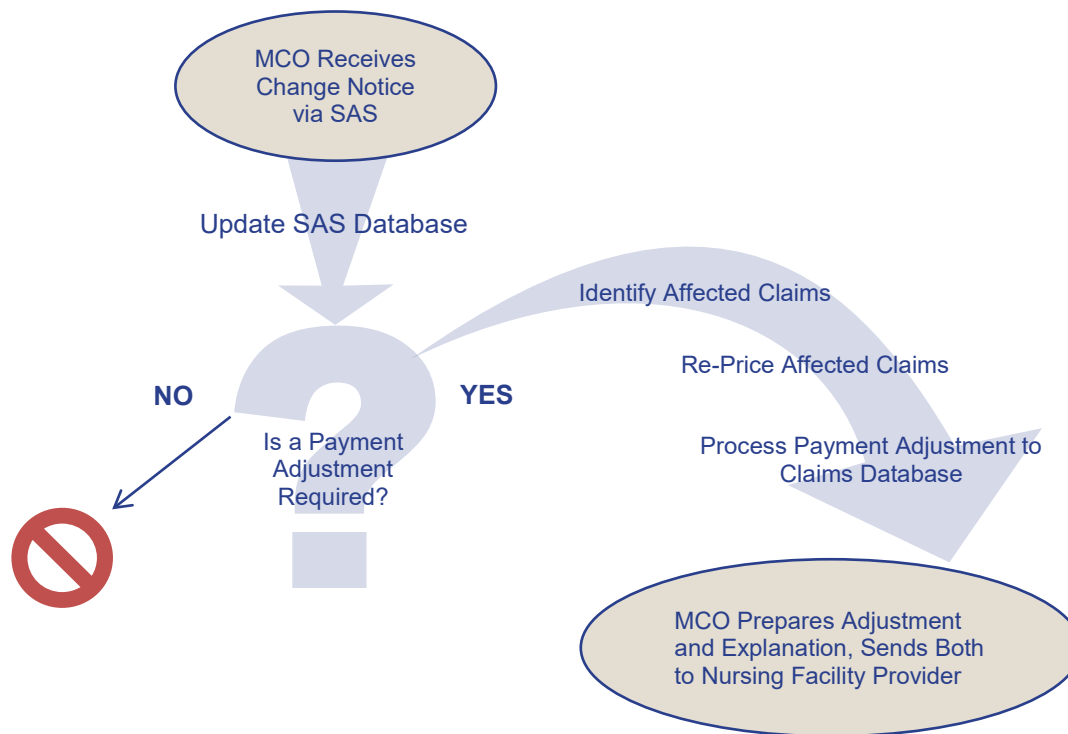 MCO Receives
Change Notice
via SAS
Update SAS Database
Identify Affected Claims
Re-Price Affected Claims
NO
YES
Is a Payment
Adjustment
Required?
Process Payment Adjustment to
Claims Database
MCO Prepares Adjustment
and Explanation, Sends Both
to Nursing Facility Provider